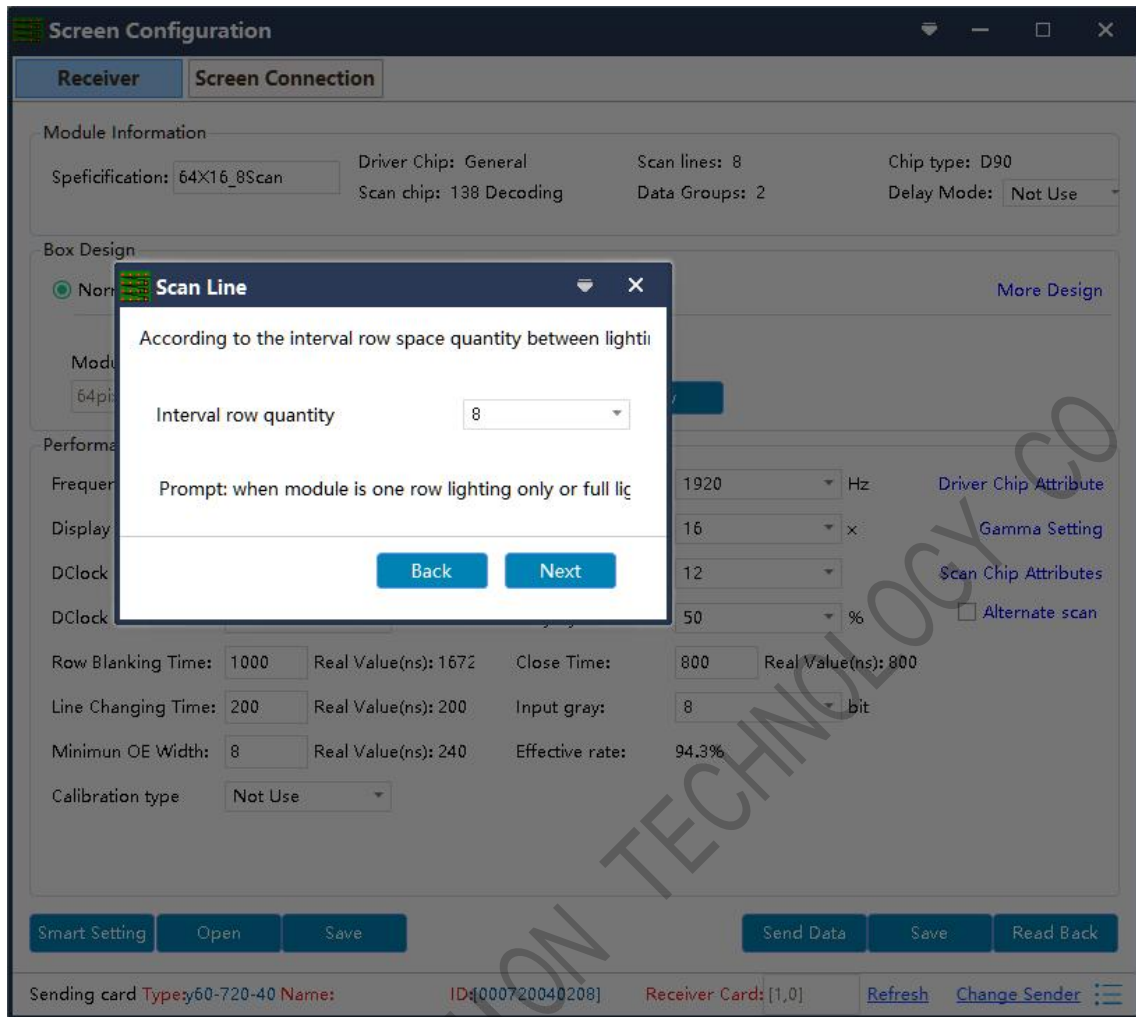 Screen Configuration
Receiver Screen Connection
Module Information
Speficification: 64X16_8Scan
Driver Chip: General
Scan lines: 8
Chip type: D90
Scan chip: 138 Decoding
Data Groups: 2
Delay Mode: Not Use
Box Design
More Design
Scan Line
According to the interval row space quantity between
Interval row quantity 8
Prompt: when module is one row lighting only or full
Back Next
1920 Hz Driver Chip Attribute
Display 16 x Gamma Setting
DClock 12 Scan Chip Attributes
DClock 50 % Alternate scan
Row Blanking Time: 1000 Real Value(ns): 1672 Close Time: 800 Real Value(ns): 800
Line Changing Time: 200 Real Value(ns): 200 Input gray: 8 bit
Minimun OE Width: 8 Real Value(ns): 240 Effective rate: 94.3%
Calibration type Not Use
Smart Setting Open Save Send Data Save Read Back
Sending card Type:y60-720-40 Name: ID:[000720040208] Receiver Card: [1,0] Refresh Change Sender
TECHNOLOGY CO